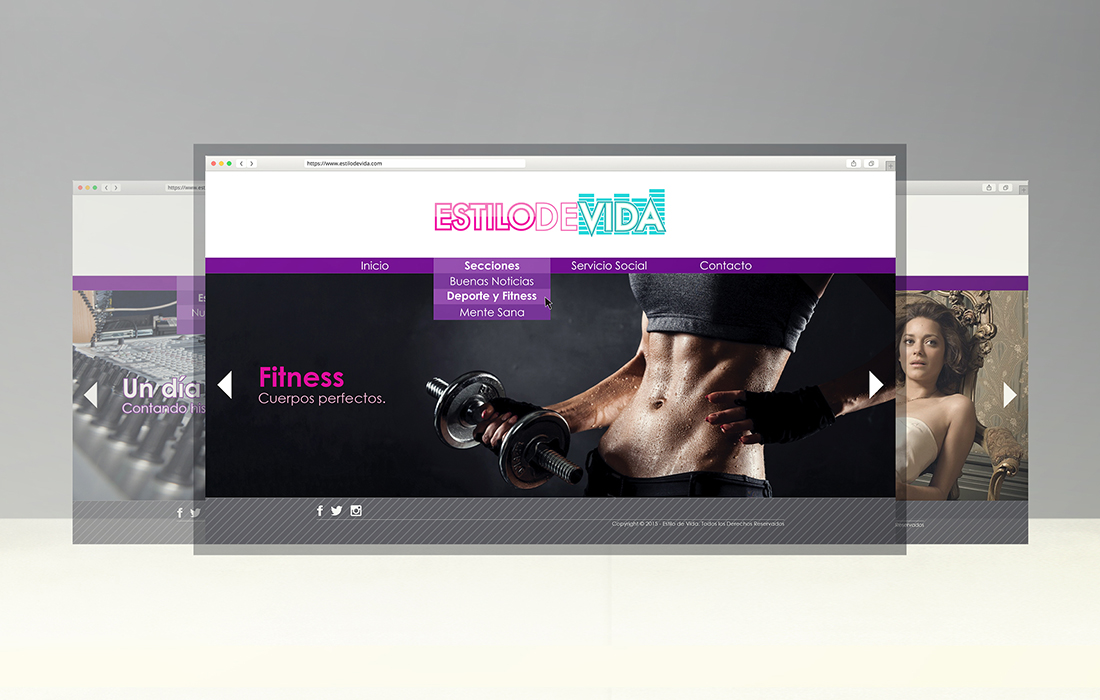 https://www.estilodevida.com
ESTILODEVIDA
Inicio
Secciones
Servicio Social
Contacto
Buenas Noticias
Deporte y Fitness
Mente Sana
Fitness
Cuerpos perfectos.
Copyright © 2015 - Estilo de Vida. Todos los Derechos Reservados
https://www.est
Es
Nu
Un día
Contando his
Reservados